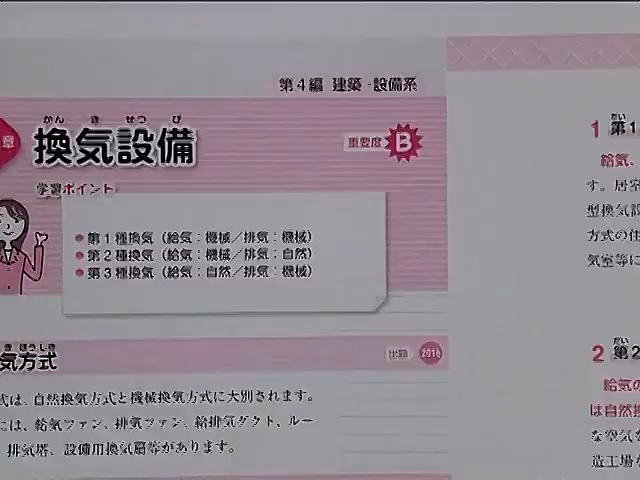 第4編 建築・設備系
章
かん き せつ び
換気設備
重要度 B
学習ポイント
●第1種換気（給気：機械／排気：機械）
●第2種換気（給気：機械／排気：自然）
●第3種換気（給気：自然／排気：機械）
き ほうしき
気方式
出題 2016
式は、自然換気方式と機械換気方式に大別されます。
には、給気ファン、排気ファン、給排気ダクト、ルー
排気塔、設備用換気扇等があります。
だい
1 第1
給気、
す。居室
型換気設
方式の住
気室等に
だい
2 第2
給気の
は自然換
な空気を
造工場な